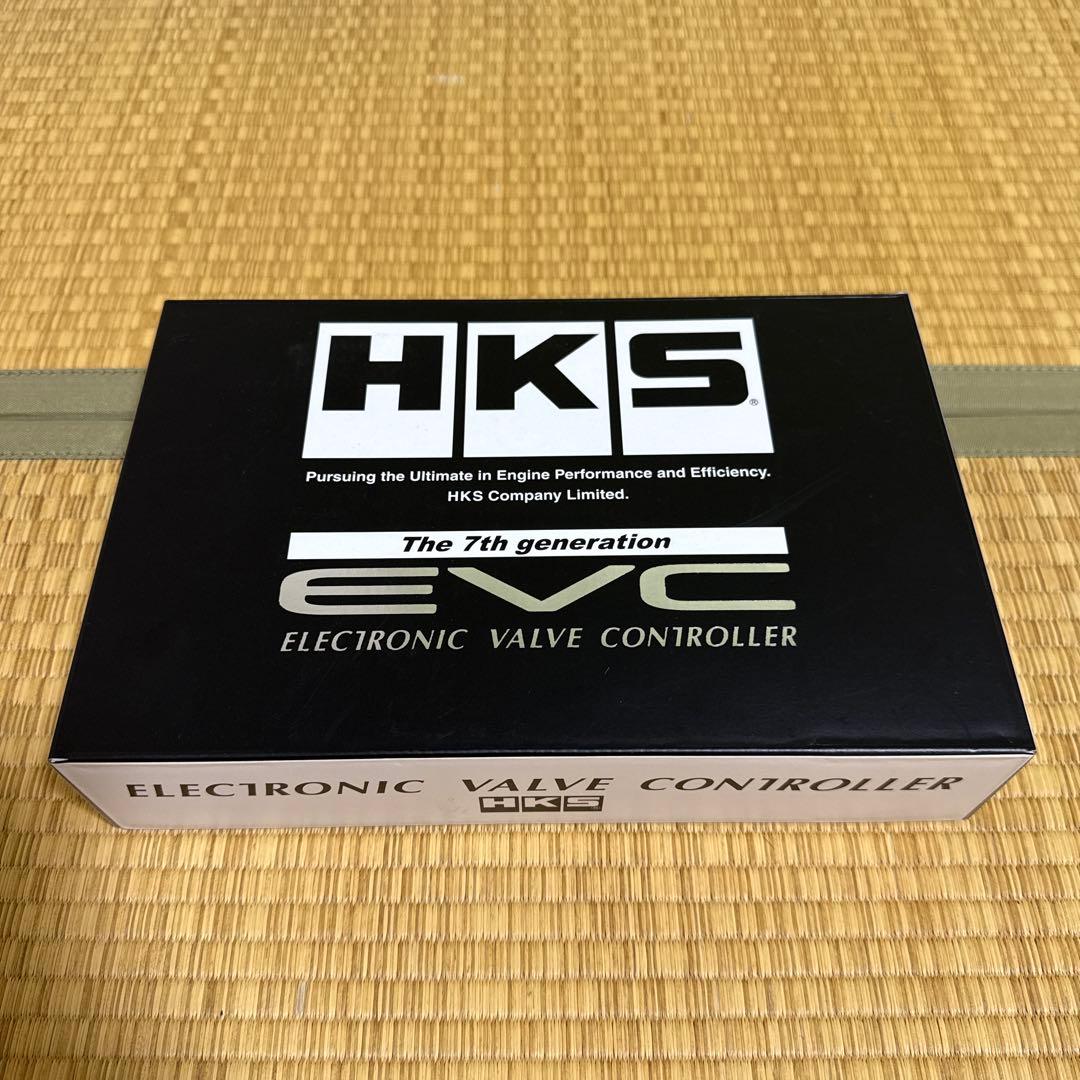 HKS®
Pursuing the Ultimate in Engine Performance and Efficiency.
HKS Company Limited.
The 7th generation
EVC
ELECTRONIC VALVE CONTROLLER
ELECTRONIC VALVE CONTROLLER
HKS